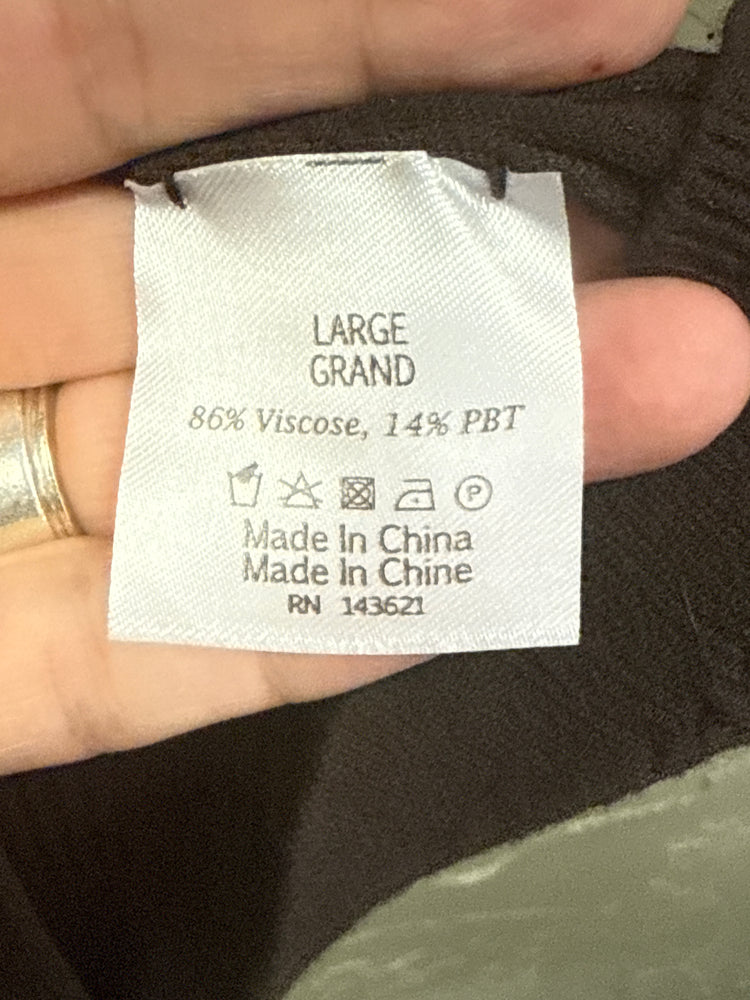 LARGE
GRAND
86% Viscose, 14% PBT
P
Made In China
Made In Chine
RN 143621